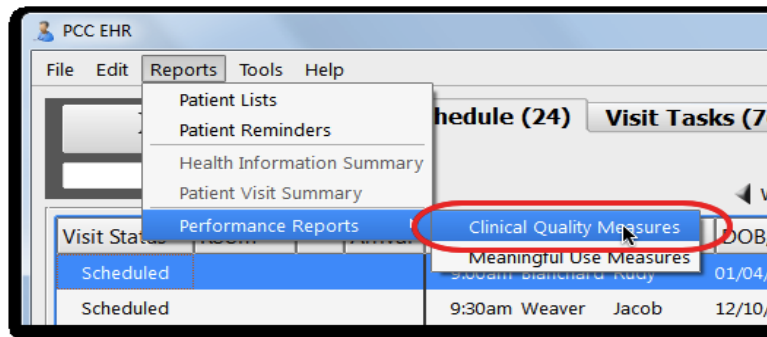 PCC EHR
File Edit Reports Tools Help
Patient Lists
Patient Reminders
Health Information Summary
Patient Visit Summary
Performance Reports
Clinical Quality Measures
Meaningful Use Measures
hedule (24) Visit Tasks (7
Visit Status Room DOB
Scheduled 9:00am Blanchard Rudy 01/04/
Scheduled 9:30am Weaver Jacob 12/10/